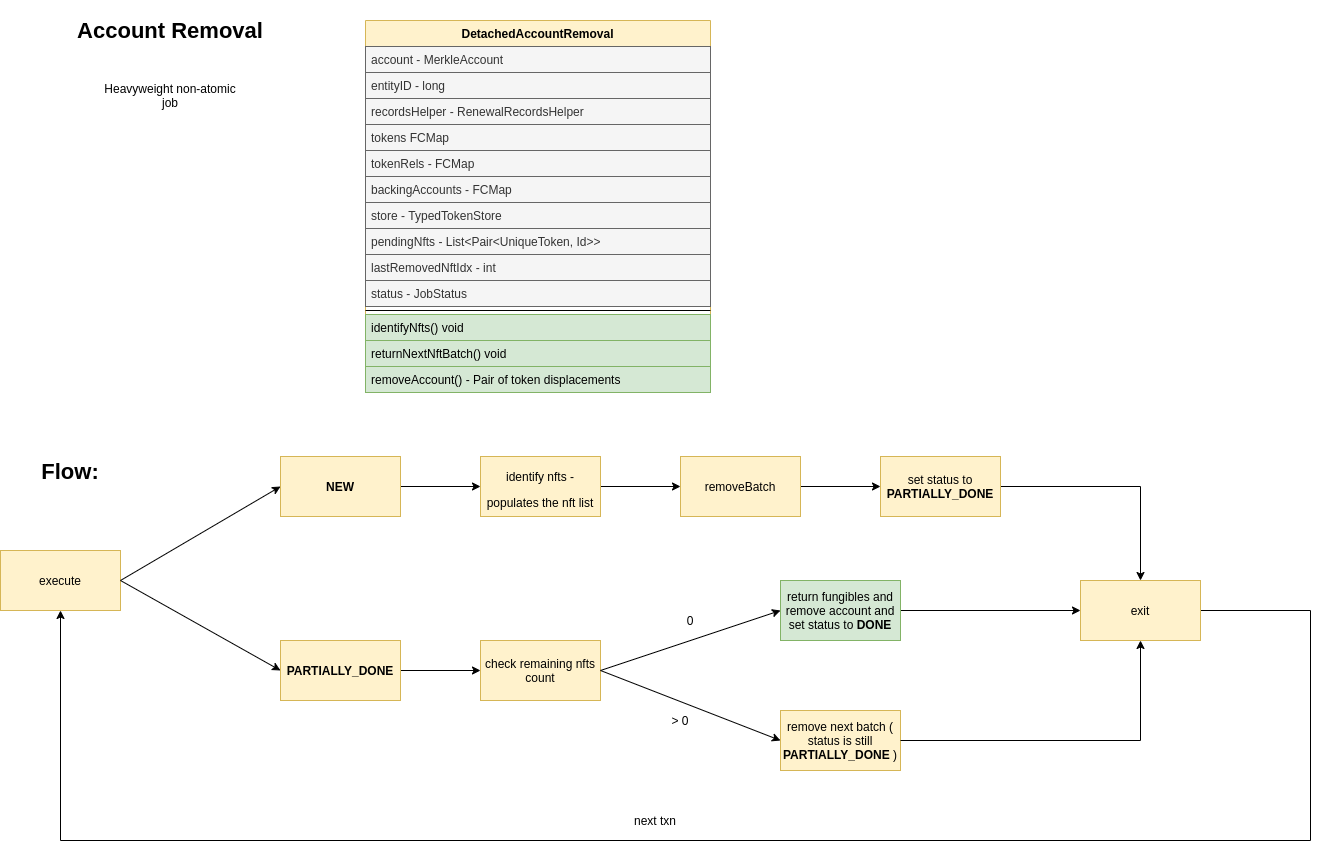 Account Removal
Heavyweight non-atomic
job
DetachedAccountRemoval
account - MerkleAccount
entityID - long
recordsHelper - RenewalRecordsHelper
tokens FCMap
tokenRels - FCMap
backingAccounts - FCMap
store - TypedTokenStore
pendingNfts - List<Pair<UniqueToken, Id>>
lastRemovedNftIdx - int
status - JobStatus
identifyNfts() void
returnNextNftBatch() void
removeAccount() - Pair of token displacements
Flow:
NEW
identify nfts -
populates the nft list
removeBatch
set status to
PARTIALLY_DONE
execute
return fungibles and
remove account and
set status to DONE
exit
0
PARTIALLY_DONE
check remaining nfts
count
> 0
remove next batch (
status is still
PARTIALLY_DONE )
next txn